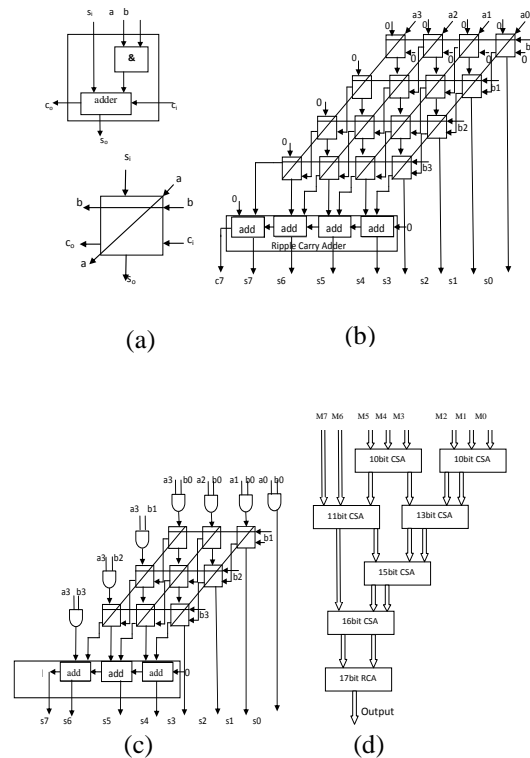 si a b
&
adder
co ci
so
si
a
b b
co ci
a
so
(a)
a3 a2 a1 a0
0 0 0 0
b
0 0 0 0
0
b1
0
b2
0
b3
0
add add add add 0
Ripple Carry Adder
c7 s7 s6 s5 s4 s3 s2 s1 s0
(b)
a3 b0 a2 b0 a1 b0 a0 b0
a3 b1
b1
a3 b2
b2
a3 b3
b3
add add add 0
s7 s6 s5 s4 s3 s2 s1 s0
(c)
M7 M6 M5 M4 M3 M2 M1 M0
10bit CSA 10bit CSA
11bit CSA 13bit CSA
15bit CSA
16bit CSA
17bit RCA
Output
(d)